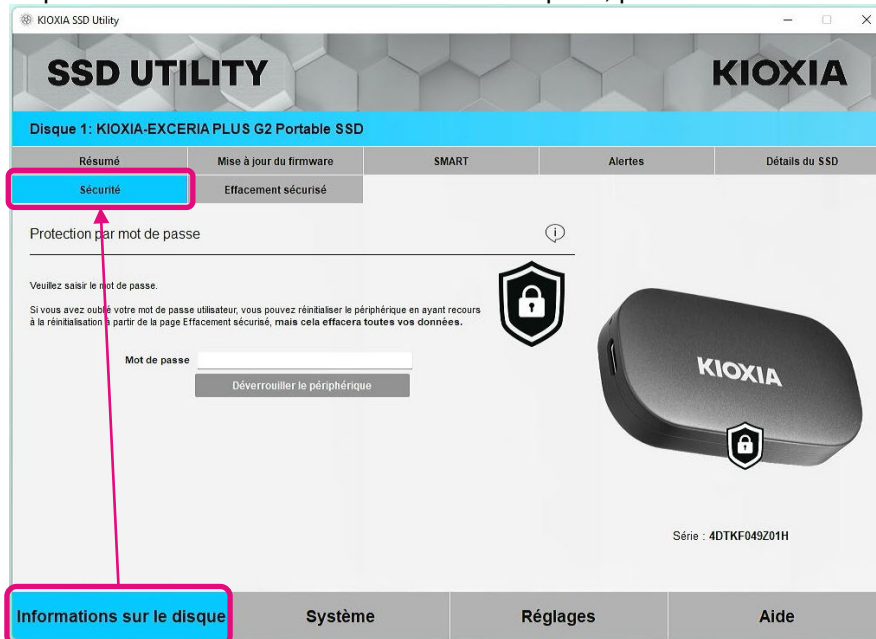 KIOXIA SSD Utility
SSD UTILITY
KIOXIA
Disque 1: KIOXIA-EXCERIA PLUS G2 Portable SSD
Résumé
Mise à jour du firmware
SMART
Alertes
Détails du SSD
Sécurité
Effacement sécurisé
Protection par mot de passe
Veuillez saisir le mot de passe.
Si vous avez oublié votre mot de passe utilisateur, vous pouvez réinitialiser le périphérique en ayant recours
à la réinitialisation à partir de la page Effacement sécurisé, mais cela effacera toutes vos données.
Mot de passe
Déverrouiller le périphérique
KIOXIA
Série : 4DTKF049Z01H
Informations sur le disque
Système
Réglages
Aide